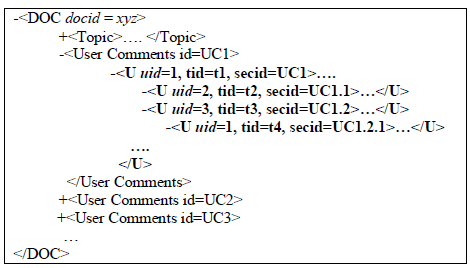 -<DOC docid = xyz>
+<Topic>…. </Topic>
-<User Comments id=UC1>
-<U uid=1, tid=t1, secid=UC1>….
-<U uid=2, tid=t2, secid=UC1.1>…</U>
-<U uid=3, tid=t3, secid=UC1.2>…</U>
-<U uid=1, tid=t4, secid=UC1.2.1>…</U>
….
</U>
</User Comments>
+<User Comments id=UC2>
+<User Comments id=UC3>
…
</DOC>